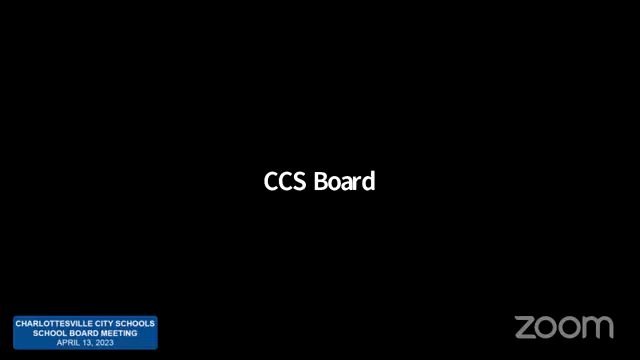 CCS Board
CHARLOTTESVILLE CITY SCHOOLS
SCHOOL BOARD MEETING
APRIL 13, 2023
zoom